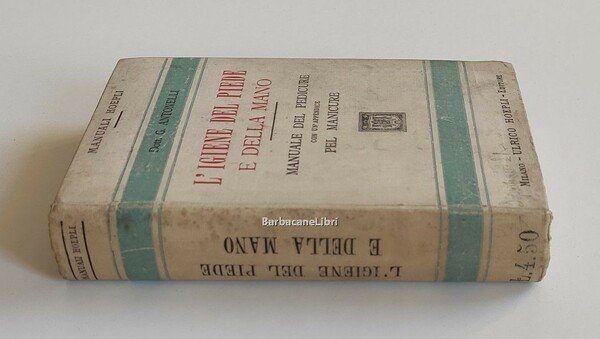 MANUALI HOEPLI
DOTT. G. ANTONELLI
L'IGIENE DEL PIEDE
E DELLA MANO
MANUALE DEL PEDICURE
CON UN'APPENDICE
PEL MANICURE
MILANO - ULRICO HOEPLI - EDITORE
BarbacaneLibri
MANUALI HOEPLI
L'IGIENE DEL PIEDE
E DELLA MANO
L.4.50